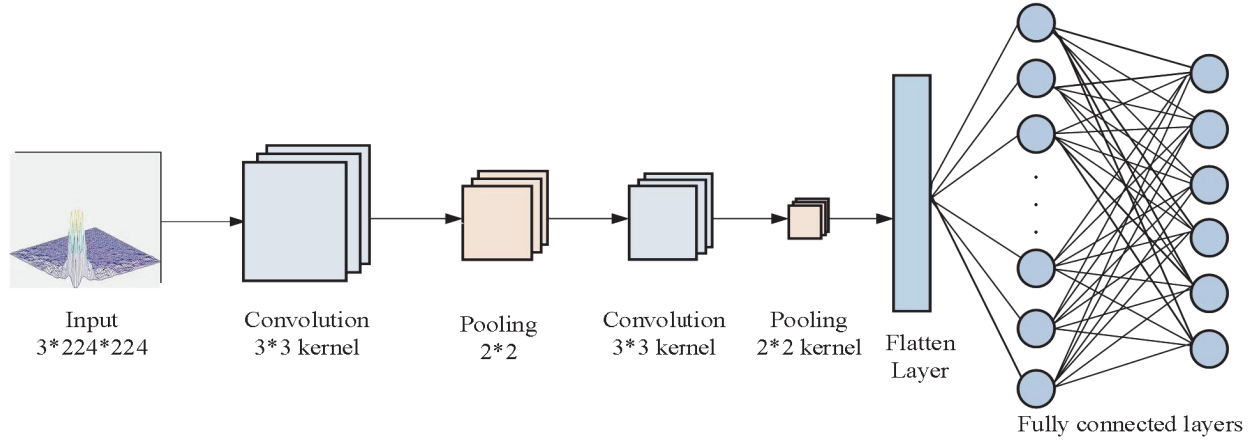 Input
3*224*224
Convolution
3*3 kernel
Pooling
2*2
Convolution
3*3 kernel
Pooling
2*2 kernel
Flatten
Layer
Fully connected layers